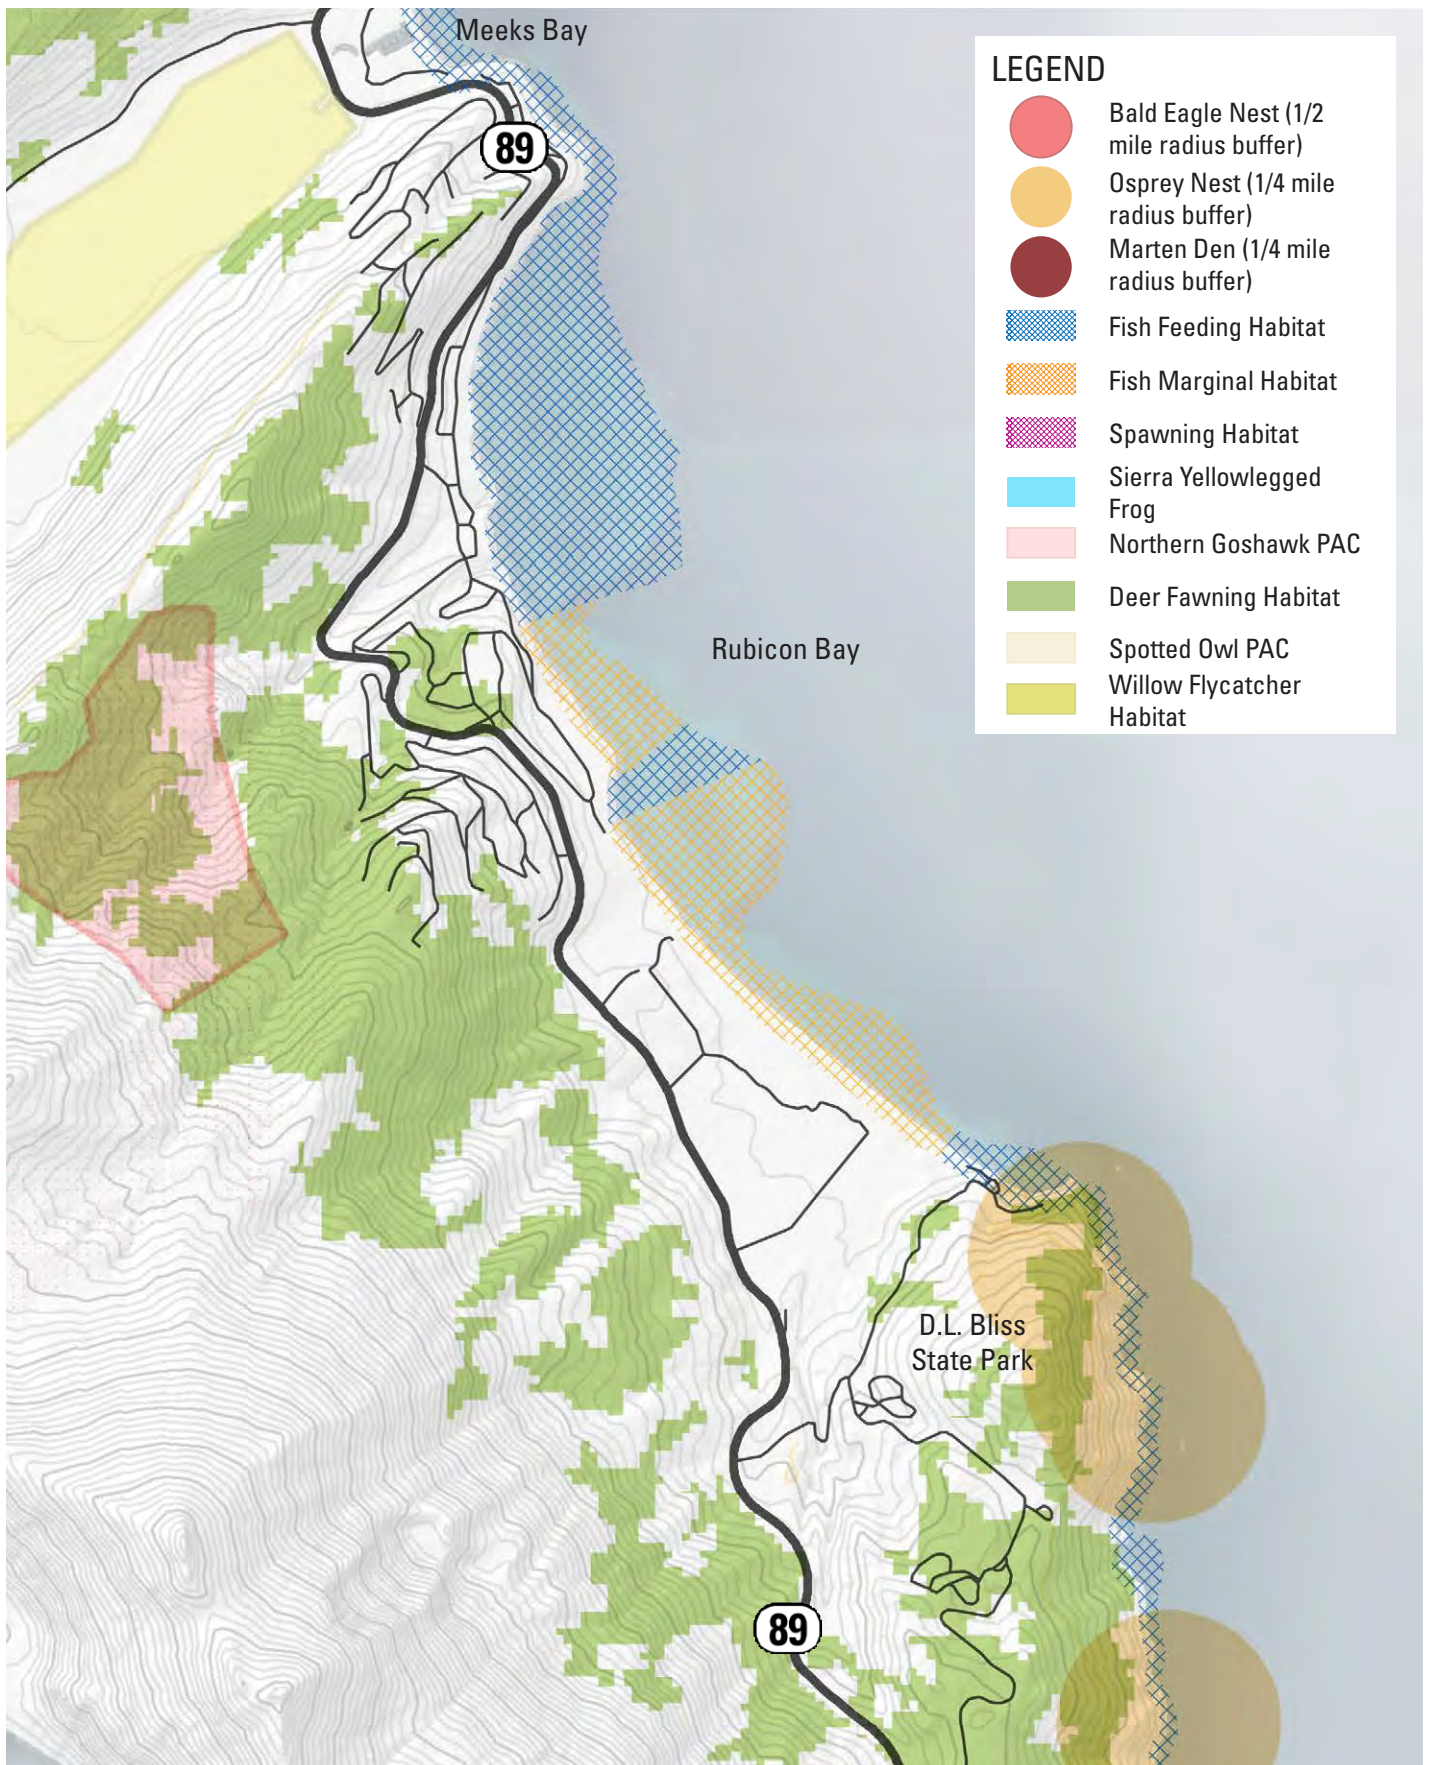 Meeks Bay
89
LEGEND
Bald Eagle Nest (1/2
mile radius buffer)
Osprey Nest (1/4 mile
radius buffer)
Marten Den (1/4 mile
radius buffer)
Fish Feeding Habitat
Fish Marginal Habitat
Spawning Habitat
Sierra Yellowlegged
Frog
Northern Goshawk PAC
Deer Fawning Habitat
Spotted Owl PAC
Willow Flycatcher
Habitat
Rubicon Bay
D.L. Bliss
State Park
89